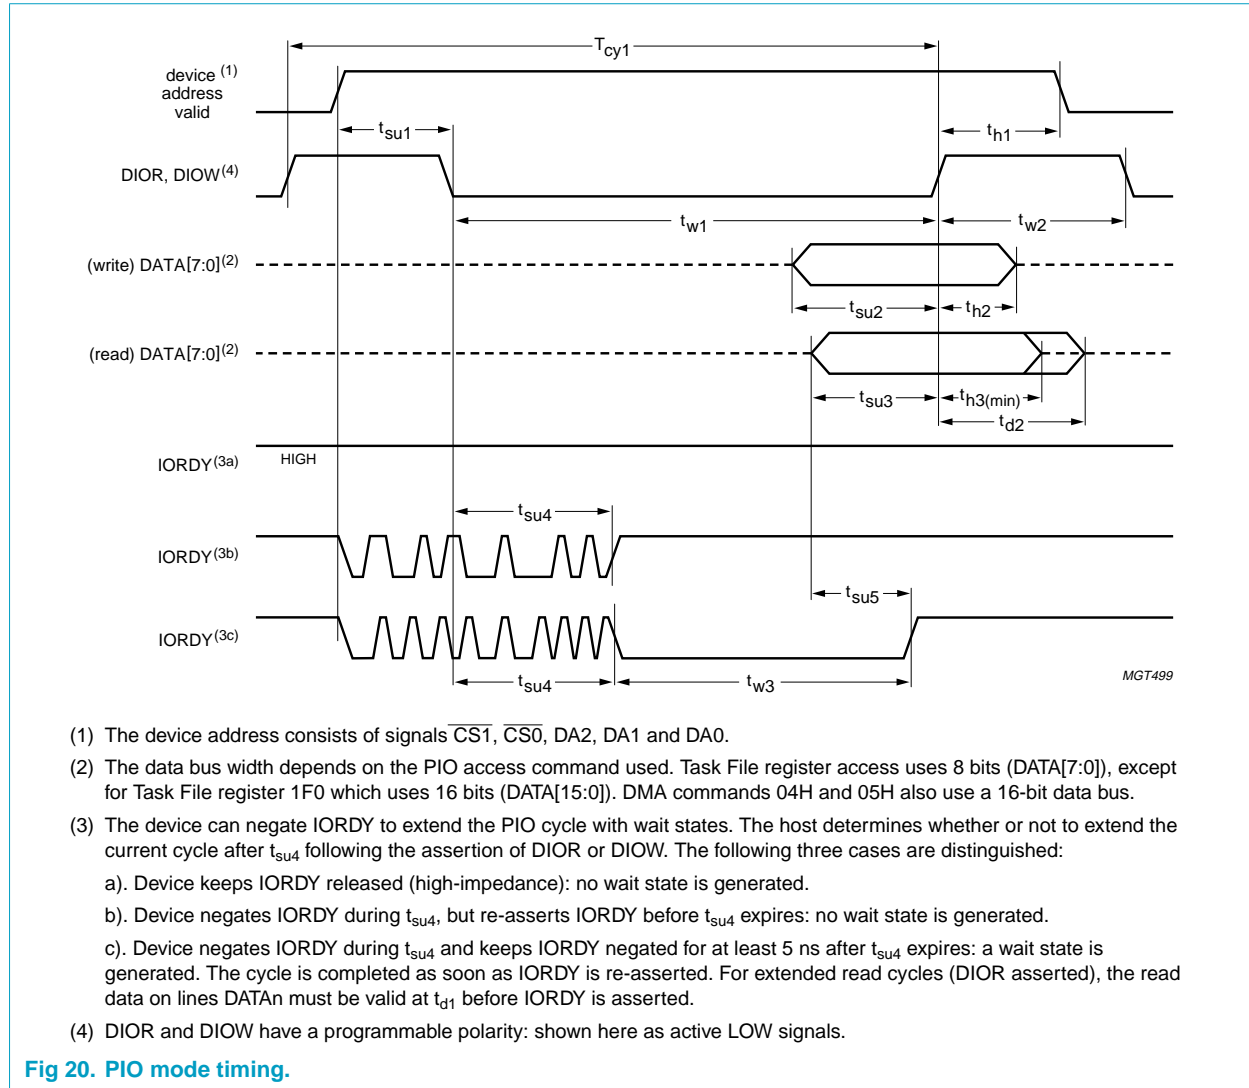 Tcy1
device (1)
address
valid
tsu1
th1
DIOR, DIOW(4)
tw1
tw2
(write) DATA[7:0](2)
tsu2
th2
(read) DATA[7:0](2)
tsu3
th3(min)
td2
IORDY(3a)
HIGH
tsu4
IORDY(3b)
tsu5
IORDY(3c)
tsu4
tw3
MGT499
(1) The device address consists of signals CS1, CS0, DA2, DA1 and DA0.
(2) The data bus width depends on the PIO access command used. Task File register access uses 8 bits (DATA[7:0]), except
for Task File register 1F0 which uses 16 bits (DATA[15:0]). DMA commands 04H and 05H also use a 16-bit data bus.
(3) The device can negate IORDY to extend the PIO cycle with wait states. The host determines whether or not to extend the
current cycle after tsu4 following the assertion of DIOR or DIOW. The following three cases are distinguished:
a). Device keeps IORDY released (high-impedance): no wait state is generated.
b). Device negates IORDY during tsu4, but re-asserts IORDY before tsu4 expires: no wait state is generated.
c). Device negates IORDY during tsu4 and keeps IORDY negated for at least 5 ns after tsu4 expires: a wait state is
generated. The cycle is completed as soon as IORDY is re-asserted. For extended read cycles (DIOR asserted), the read
data on lines DATAn must be valid at td1 before IORDY is asserted.
(4) DIOR and DIOW have a programmable polarity: shown here as active LOW signals.
Fig 20. PIO mode timing.